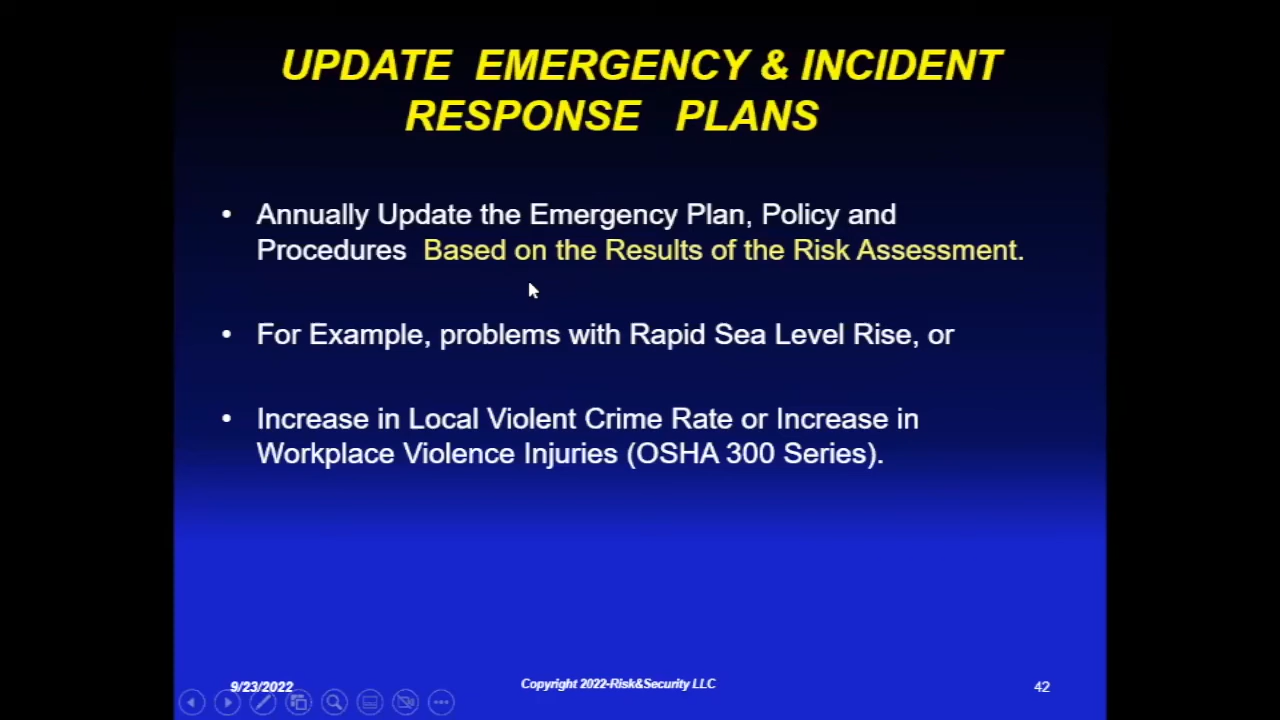 UPDATE EMERGENCY & INCIDENT
RESPONSE PLANS
• Annually Update the Emergency Plan, Policy and
Procedures Based on the Results of the Risk Assessment.
• For Example, problems with Rapid Sea Level Rise, or
• Increase in Local Violent Crime Rate or Increase in
Workplace Violence Injuries (OSHA 300 Series).
9/23/2022
Copyright 2022-Risk&Security LLC
42